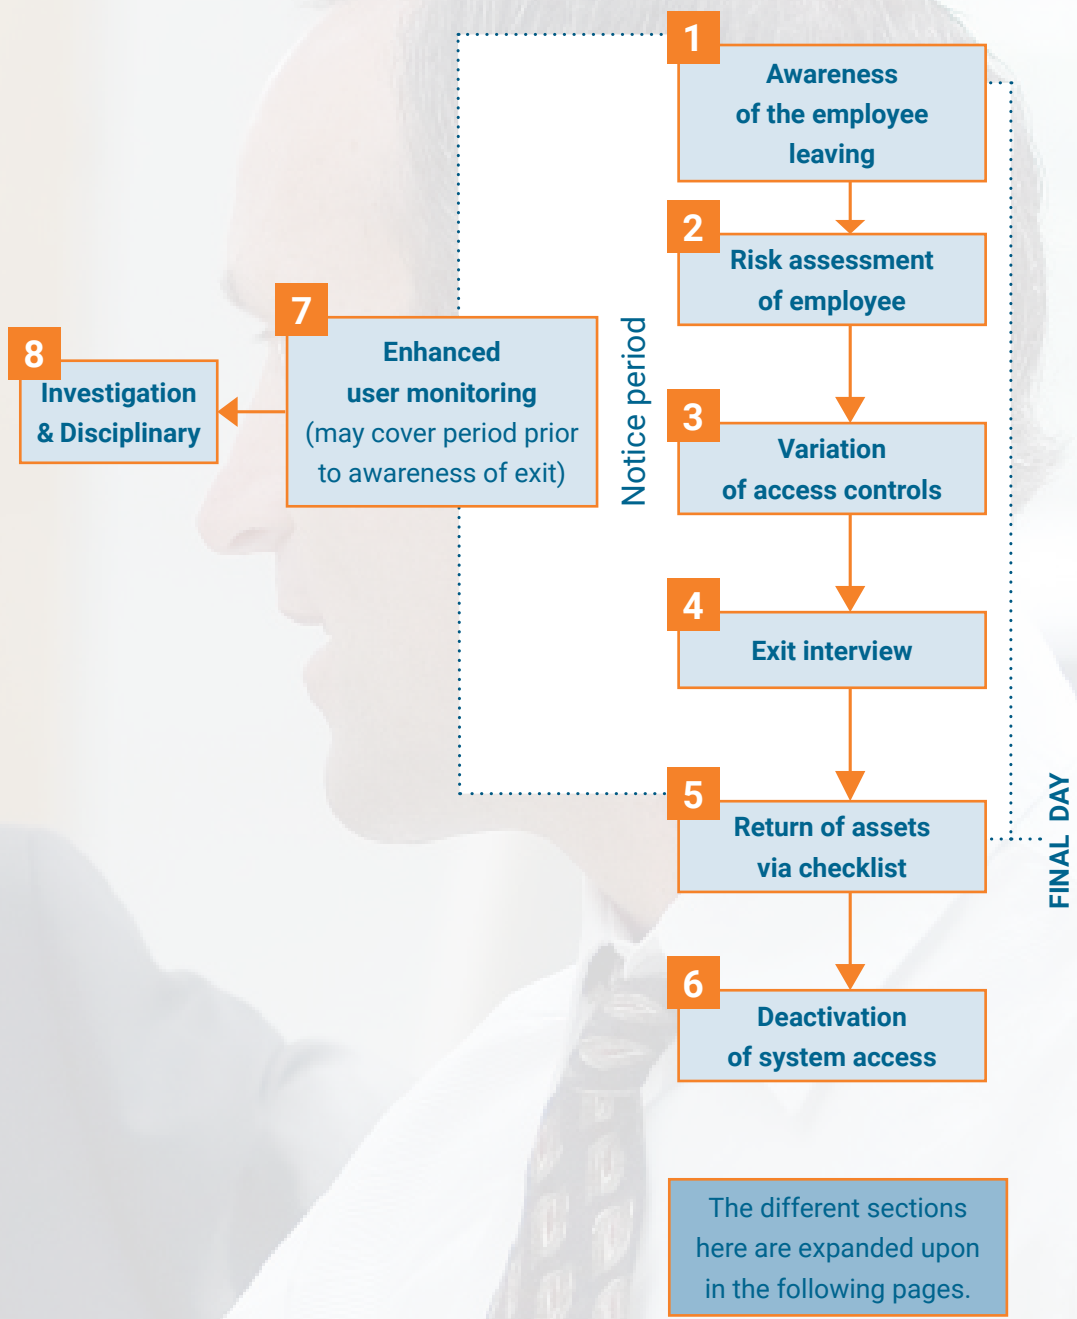 1
Awareness
of the employee
leaving
2
Risk assessment
of employee
3
Variation
of access controls
4
Exit interview
5
Return of assets
via checklist
6
Deactivation
of system access
7
Enhanced
user monitoring
(may cover period prior
to awareness of exit)
8
Investigation
& Disciplinary
Notice period
FINAL DAY
The different sections
here are expanded upon
in the following pages.